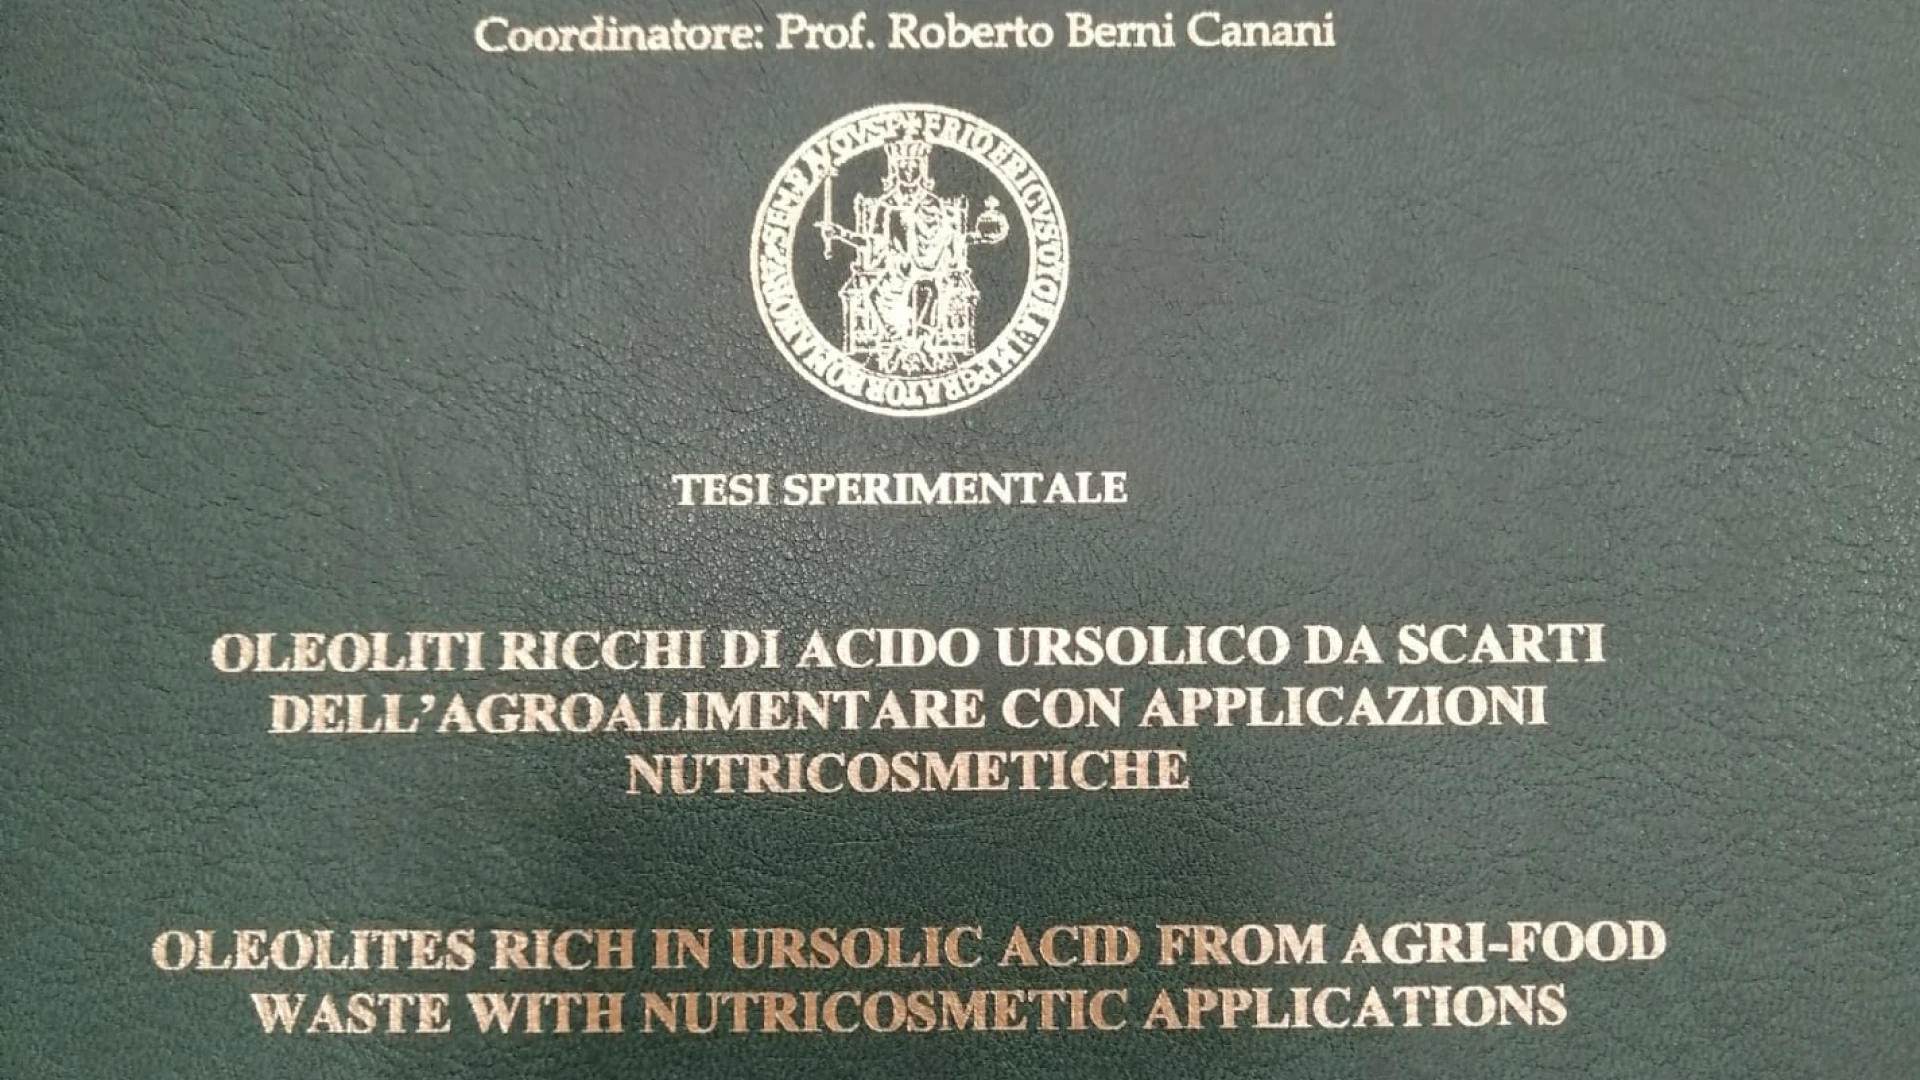 Coordinatore: Prof. Roberto Berni Canani
TESI SPERIMENTALE
OLEOLITI RICCHI DI ACIDO URSOLICO DA SCARTI
DELL’AGROALIMENTARE CON APPLICAZIONI
NUTRICOSMETICHE
OLEOLITES RICH IN URSOLIC ACID FROM AGRI-FOOD
WASTE WITH NUTRICOSMETIC APPLICATIONS